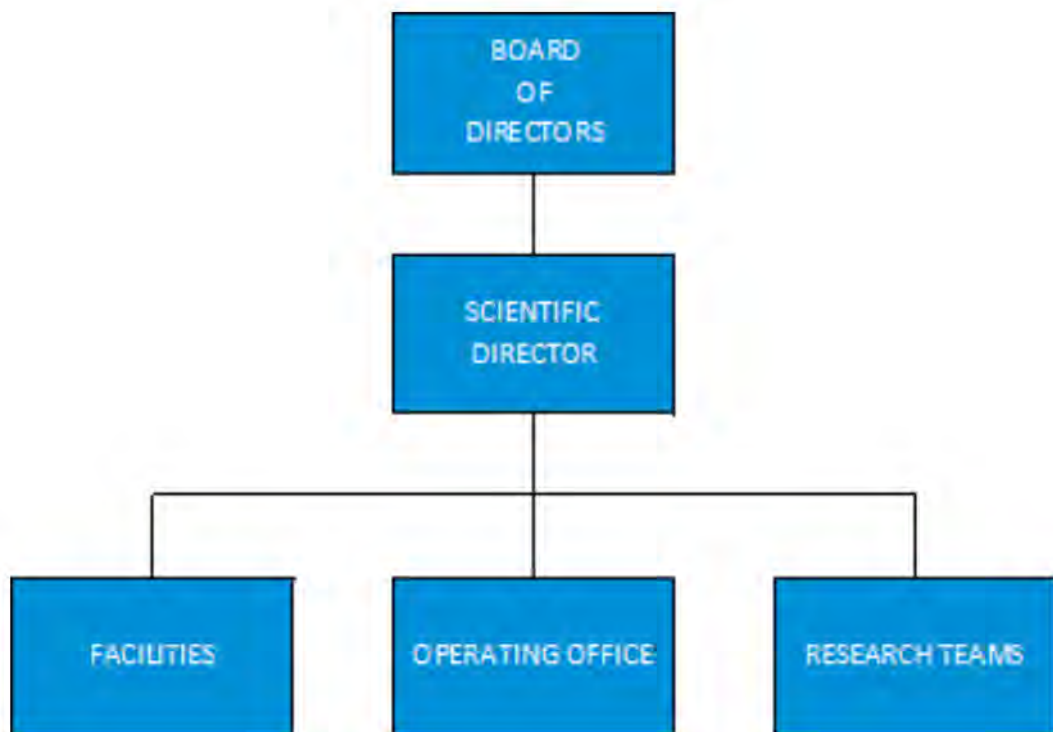 BOARD
OF
DIRECTORS
SCIENTIFIC
DIRECTOR
FACILITIES
OPERATING OFFICE
RESEARCH TEAMS